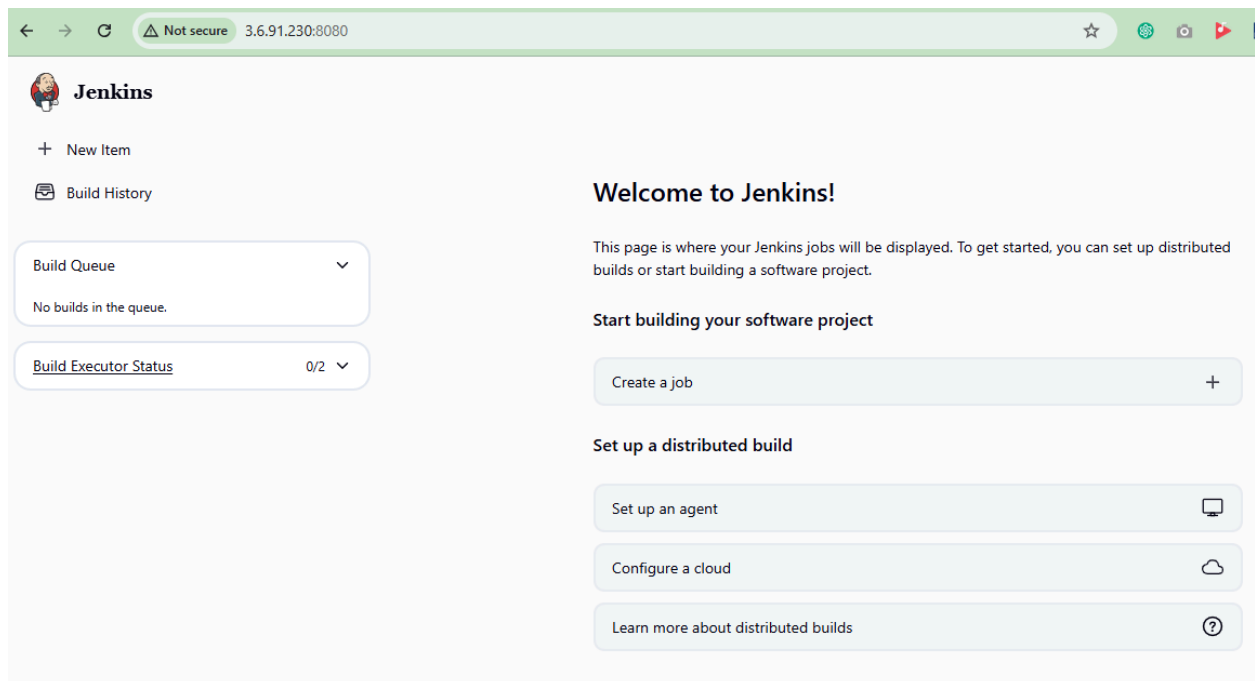 Not secure 3.6.91.230:8080
Jenkins
New Item
Build History
Build Queue
No builds in the queue.
Build Executor Status 0/2
Welcome to Jenkins!
This page is where your Jenkins jobs will be displayed. To get started, you can set up distributed
builds or start building a software project.
Start building your software project
Create a job
Set up a distributed build
Set up an agent
Configure a cloud
Learn more about distributed builds